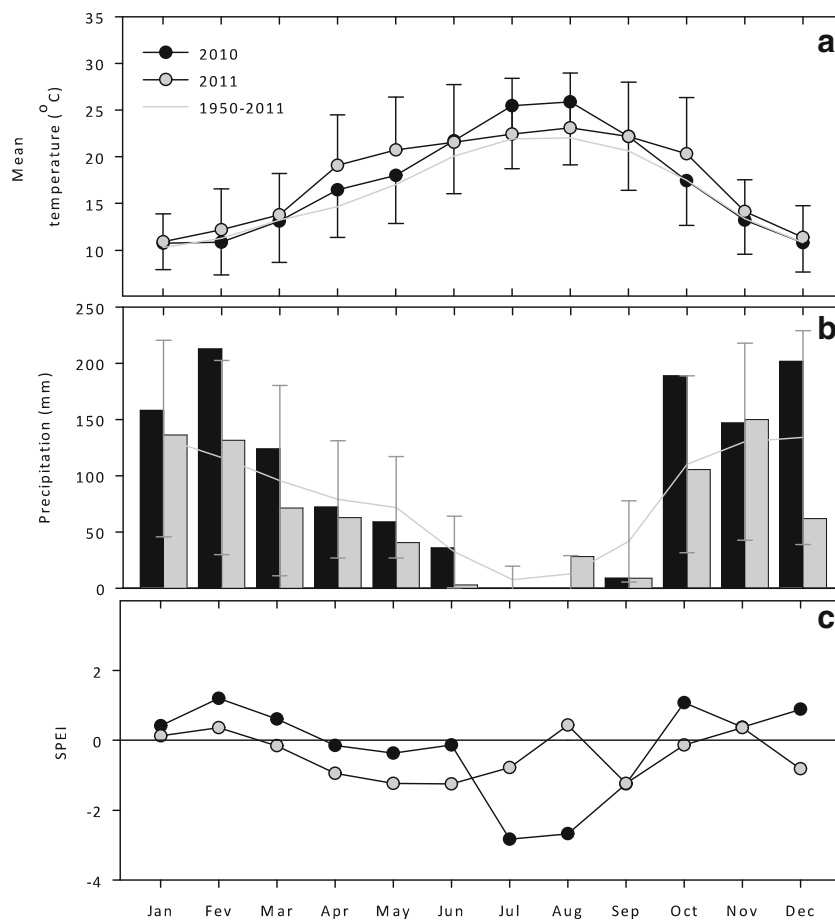 a
35
30
25
20
15
10
Mean
temperature (°C)
2010
2011
1950-2011
b
250
200
150
100
50
0
Precipitation (mm)
c
2
0
-2
-4
SPEI
Jan Fev Mar Apr May Jun Jul Aug Sep Oct Nov Dec